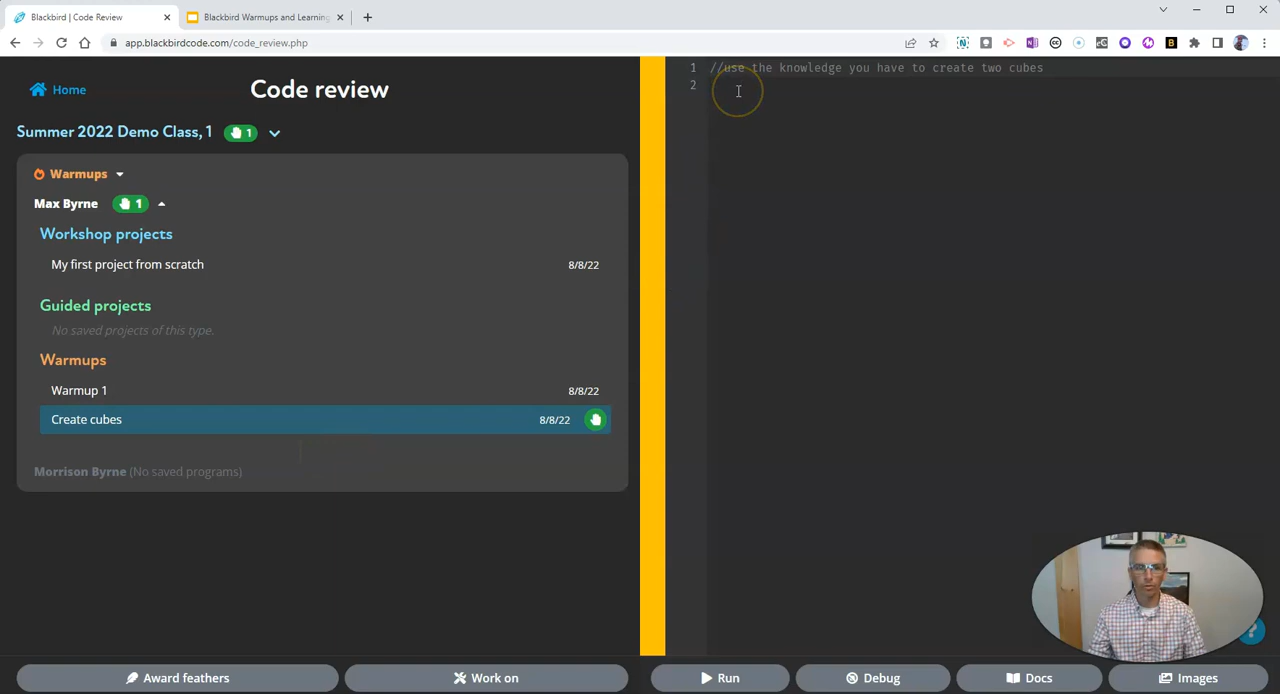 Blackbird | Code Review
Blackbird Warmups and Learning
app.blackbirdcode.com/code_review.php
Home
Code review
Summer 2022 Demo Class, 1
1
Warmups
Max Byrne
1
Workshop projects
My first project from scratch
8/8/22
Guided projects
No saved projects of this type.
Warmups
Warmup 1
8/8/22
Create cubes
8/8/22
Morrison Byrne (No saved programs)
Award feathers
Work on
1 //use the knowledge you have to create two cubes
2
Run
Debug
Docs
Images
?